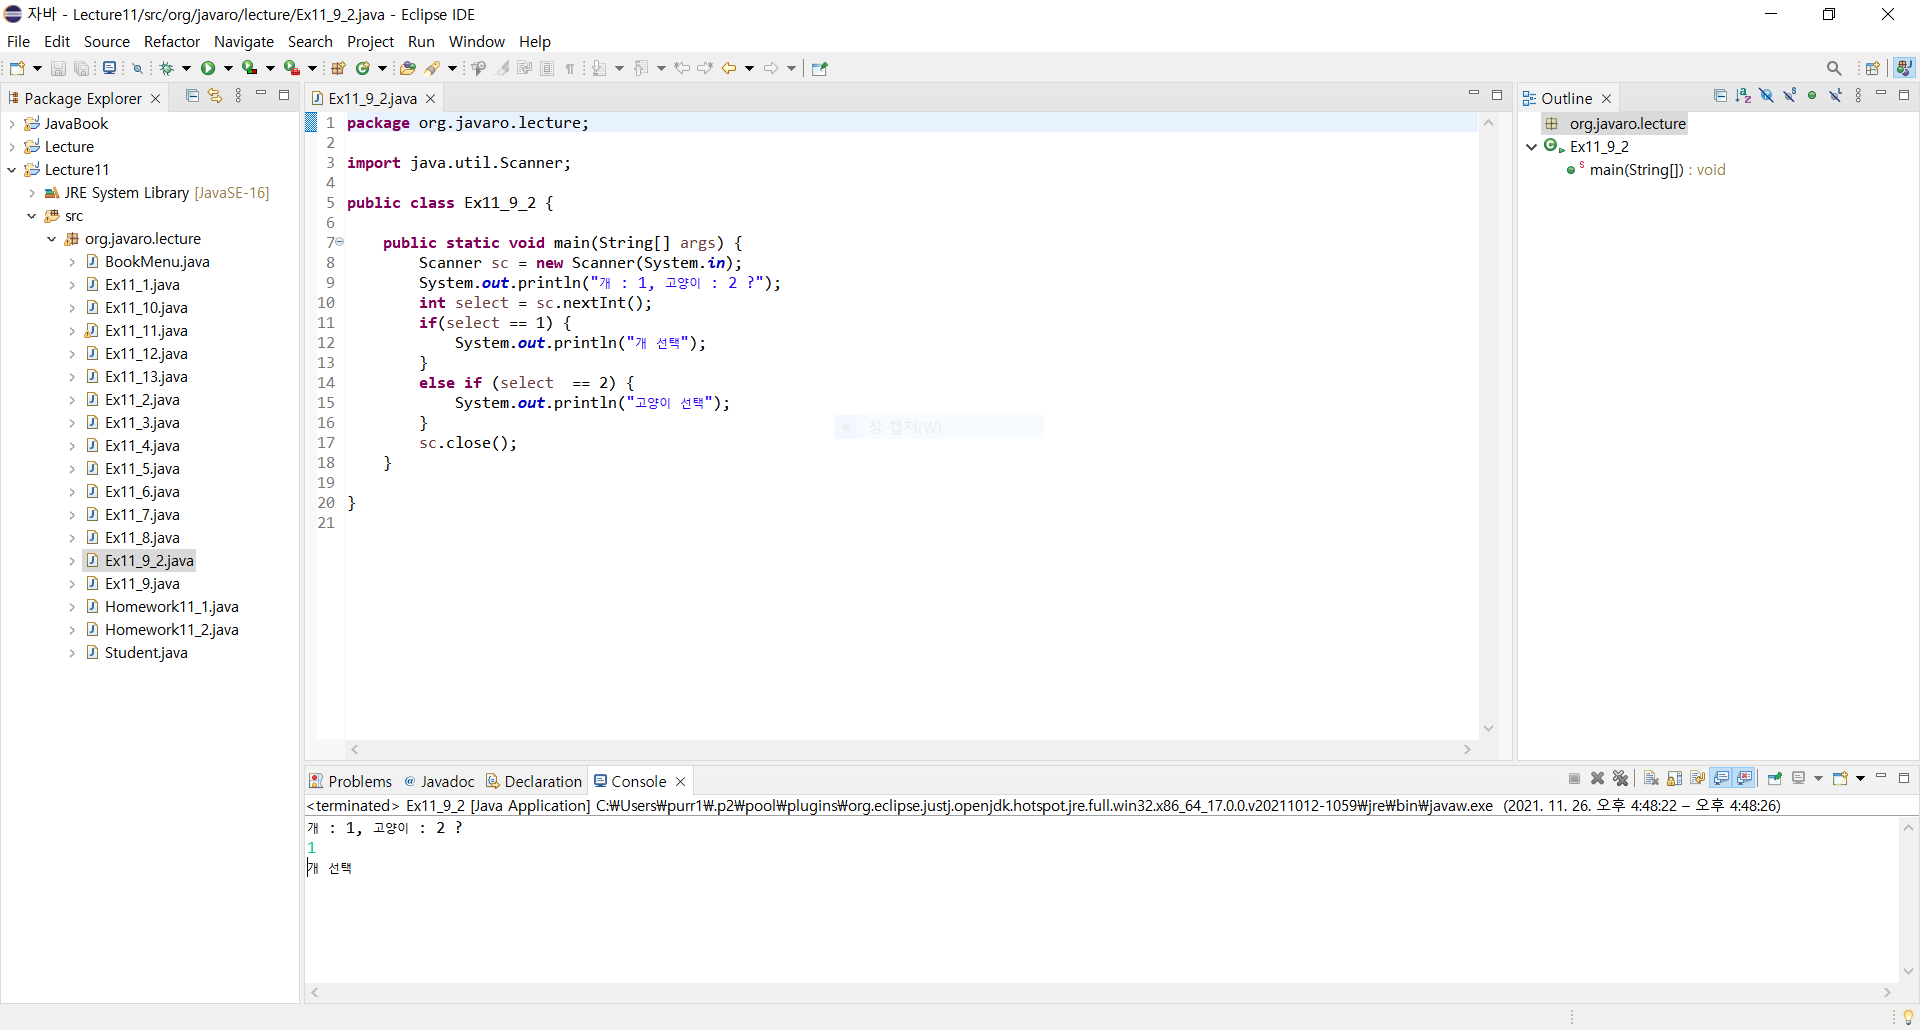 자바 - Lecture11/src/org/javaro/lecture/Ex11_9_2.java - Eclipse IDE
File Edit Source Refactor Navigate Search Project Run Window Help
Package Explorer
JavaBook
Lecture
Lecture11
JRE System Library [JavaSE-16]
src
org.javaro.lecture
BookMenu.java
Ex11_1.java
Ex11_10.java
Ex11_11.java
Ex11_12.java
Ex11_13.java
Ex11_2.java
Ex11_3.java
Ex11_4.java
Ex11_5.java
Ex11_6.java
Ex11_7.java
Ex11_8.java
Ex11_9_2.java
Ex11_9.java
Homework11_1.java
Homework11_2.java
Student.java
Ex11_9_2.java
1 package org.javaro.lecture;
2
3 import java.util.Scanner;
4
5 public class Ex11_9_2 {
6
7 public static void main(String[] args) {
8 Scanner sc = new Scanner(System.in);
9 System.out.println("개 : 1, 고양이 : 2 ?");
10 int select = sc.nextInt();
11 if(select == 1) {
12 System.out.println("개 선택");
13 }
14 else if (select  == 2) {
15 System.out.println("고양이 선택");
16 }
17 sc.close();
18 }
19
20 }
21
창 캡처(W)
Outline
org.javaro.lecture
Ex11_9_2
main(String[]) : void
Problems Javadoc Declaration Console
<terminated> Ex11_9_2 [Java Application] C:₩Users₩purr1₩.p2₩pool₩plugins₩org.eclipse.justj.openjdk.hotspot.jre.full.win32.x86_64_17.0.0.v20211012-1059₩jre₩bin₩javaw.exe (2021. 11. 26. 오후 4:48:22 – 오후 4:48:26)
개 : 1, 고양이 : 2 ?
1
개 선택